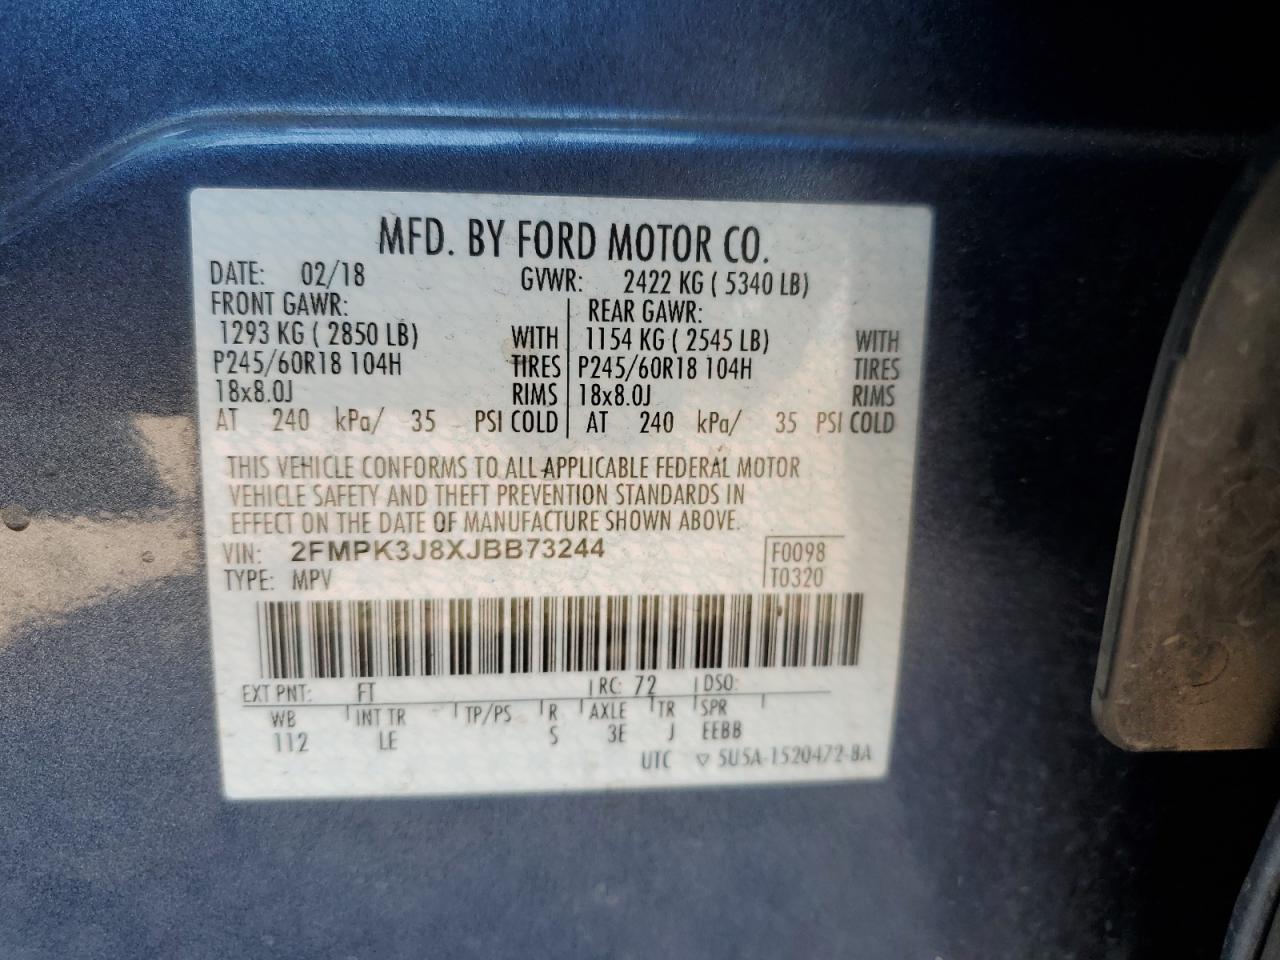 MFD. BY FORD MOTOR CO.
DATE: 02/18 GVWR: 2422 KG ( 5340 LB)
FRONT GAWR: REAR GAWR:
1293 KG ( 2850 LB) WITH 1154 KG ( 2545 LB) WITH
P245/60R18 104H TIRES P245/60R18 104H TIRES
18x8.0J RIMS 18x8.0J RIMS
AT 240 kPa/ 35 PSI COLD AT 240 kPa/ 35 PSI COLD
THIS VEHICLE CONFORMS TO ALL APPLICABLE FEDERAL MOTOR
VEHICLE SAFETY AND THEFT PREVENTION STANDARDS IN
EFFECT ON THE DATE OF MANUFACTURE SHOWN ABOVE.
VIN: 2FMPK3J8XJBB73244 F0098
TYPE: MPV T0320
EXT PNT: FT RC: 72 DSO:
WB INT TR TP/PS R AXLE TR SPR
112 LE S 3E J EEBB
UTC ▽ 5U5A-1520472-BA